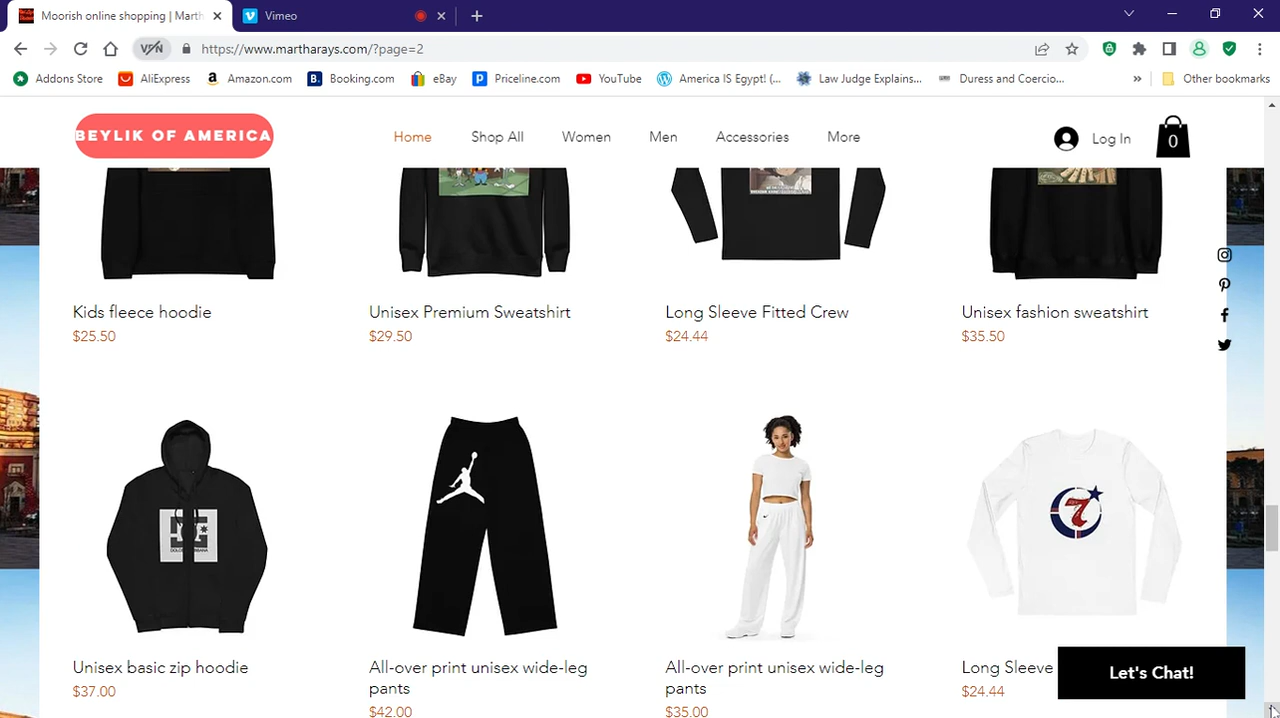 Moorish online shopping | Marth
Vimeo
VPN
https://www.martharays.com/?page=2
Addons Store
AliExpress
Amazon.com
Booking.com
eBay
Priceline.com
YouTube
America IS Egypt! (...
Law Judge Explains...
Duress and Coercio...
»
Other bookmarks
BEYLIK OF AMERICA
Home
Shop All
Women
Men
Accessories
More
Log In
0
Kids fleece hoodie
$25.50
Unisex Premium Sweatshirt
$29.50
Long Sleeve Fitted Crew
$24.44
Unisex fashion sweatshirt
$35.50
7
Unisex basic zip hoodie
$37.00
All-over print unisex wide-leg
pants
$42.00
All-over print unisex wide-leg
pants
$35.00
Long Sleeve
$24.44
Let's Chat!